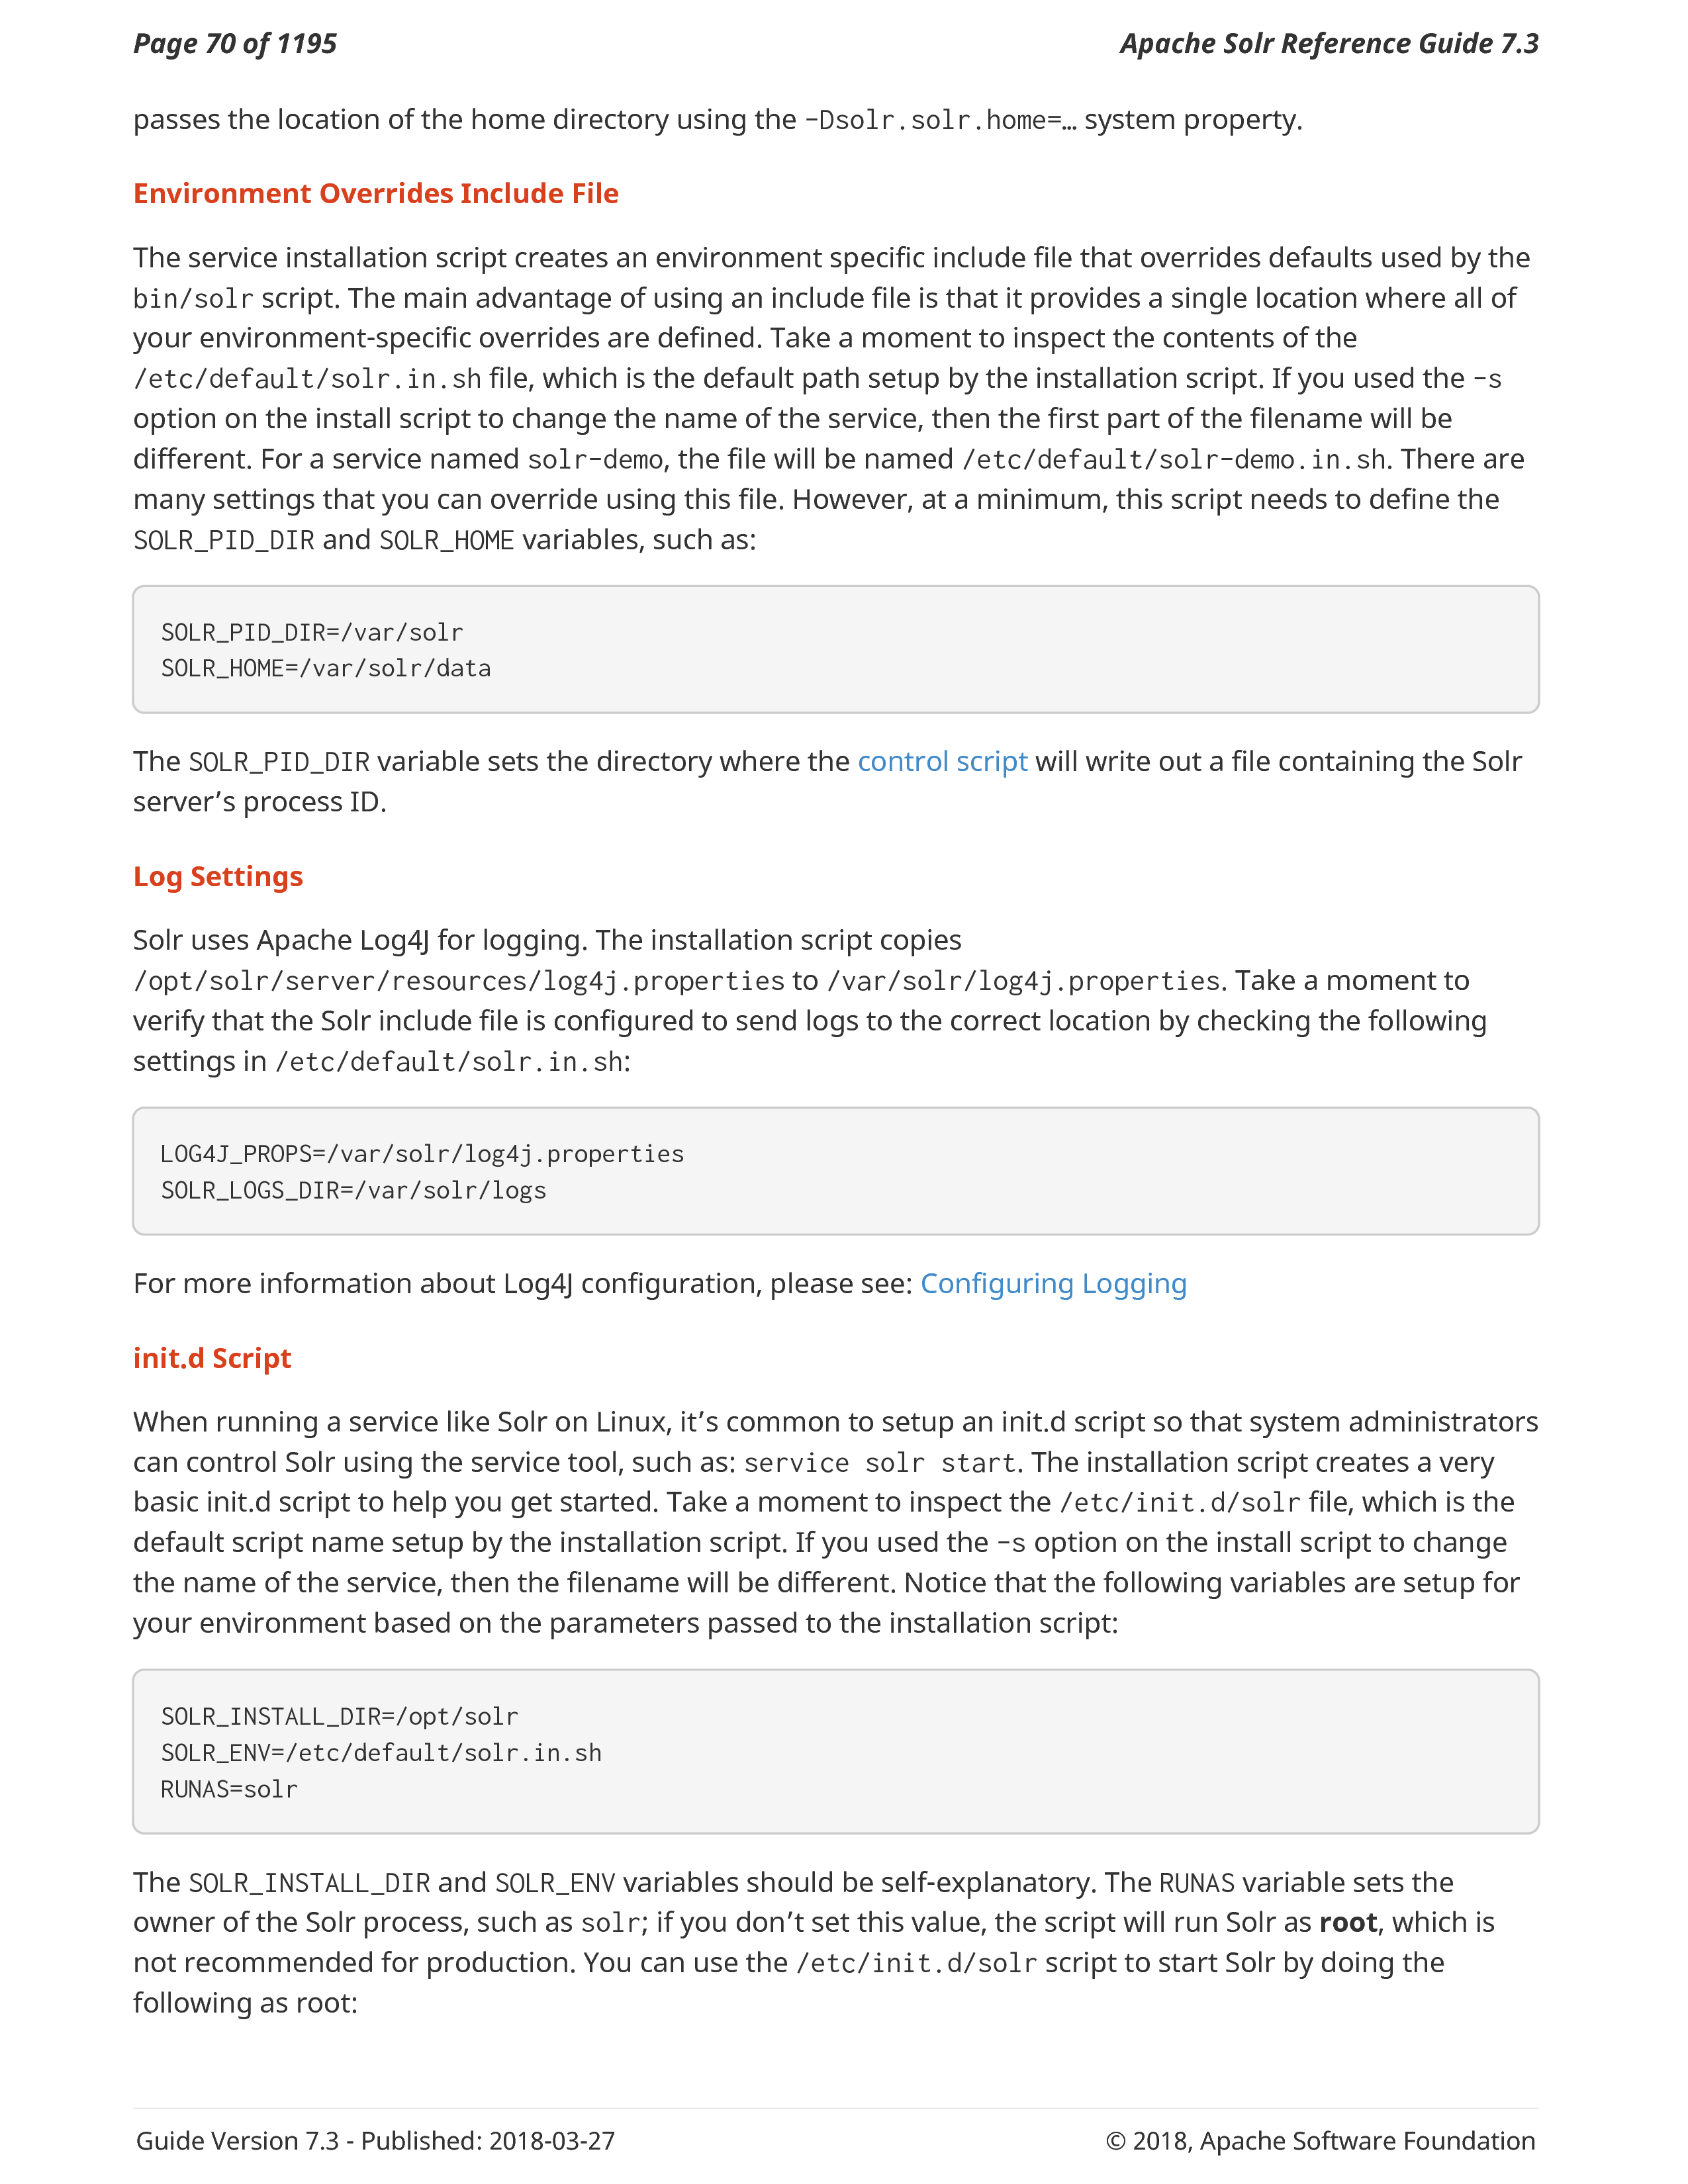 Page 70 of 1195
Apache Solr Reference Guide 7.3
passes the location of the home directory using the -Dsolr.solr.home=… system property.
Environment Overrides Include File
The service installation script creates an environment specific include file that overrides defaults used by the
bin/solr script. The main advantage of using an include file is that it provides a single location where all of
your environment-specific overrides are defined. Take a moment to inspect the contents of the
/etc/default/solr.in.sh file, which is the default path setup by the installation script. If you used the -s
option on the install script to change the name of the service, then the first part of the filename will be
different. For a service named solr-demo, the file will be named /etc/default/solr-demo.in.sh. There are
many settings that you can override using this file. However, at a minimum, this script needs to define the
SOLR_PID_DIR and SOLR_HOME variables, such as:
SOLR_PID_DIR=/var/solr
SOLR_HOME=/var/solr/data
The SOLR_PID_DIR variable sets the directory where the control script will write out a file containing the Solr
server’s process ID.
Log Settings
Solr uses Apache Log4J for logging. The installation script copies
/opt/solr/server/resources/log4j.properties to /var/solr/log4j.properties. Take a moment to
verify that the Solr include file is configured to send logs to the correct location by checking the following
settings in /etc/default/solr.in.sh:
LOG4J_PROPS=/var/solr/log4j.properties
SOLR_LOGS_DIR=/var/solr/logs
For more information about Log4J configuration, please see: Configuring Logging
init.d Script
When running a service like Solr on Linux, it’s common to setup an init.d script so that system administrators
can control Solr using the service tool, such as: service solr start. The installation script creates a very
basic init.d script to help you get started. Take a moment to inspect the /etc/init.d/solr file, which is the
default script name setup by the installation script. If you used the -s option on the install script to change
the name of the service, then the filename will be different. Notice that the following variables are setup for
your environment based on the parameters passed to the installation script:
SOLR_INSTALL_DIR=/opt/solr
SOLR_ENV=/etc/default/solr.in.sh
RUNAS=solr
The SOLR_INSTALL_DIR and SOLR_ENV variables should be self-explanatory. The RUNAS variable sets the
owner of the Solr process, such as solr; if you don’t set this value, the script will run Solr as root, which is
not recommended for production. You can use the /etc/init.d/solr script to start Solr by doing the
following as root:
Guide Version 7.3 - Published: 2018-03-27
© 2018, Apache Software Foundation